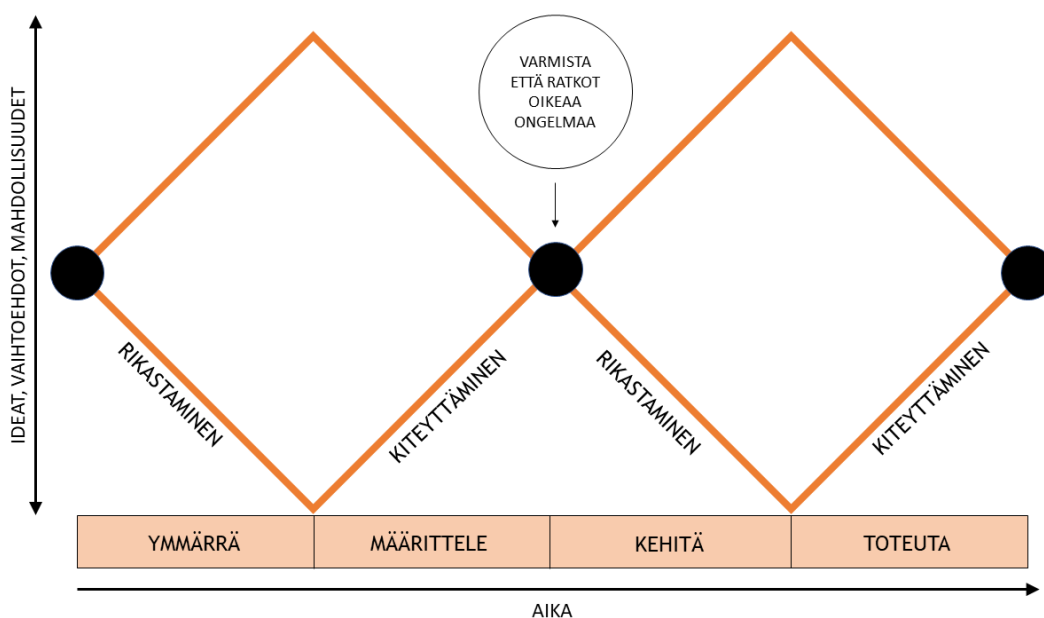 VARMISTA
ETTÄ RATKOT
OIKEAA
ONGELMAA
IDEAT, VAIHTOEHDOT, MAHDOLLISUUDET
RIKASTAMINEN
KITEYTTÄMINEN
RIKASTAMINEN
KITEYTTÄMINEN
YMMÄRRÄ
MÄÄRITTELE
KEHITÄ
TOTEUTA
AIKA